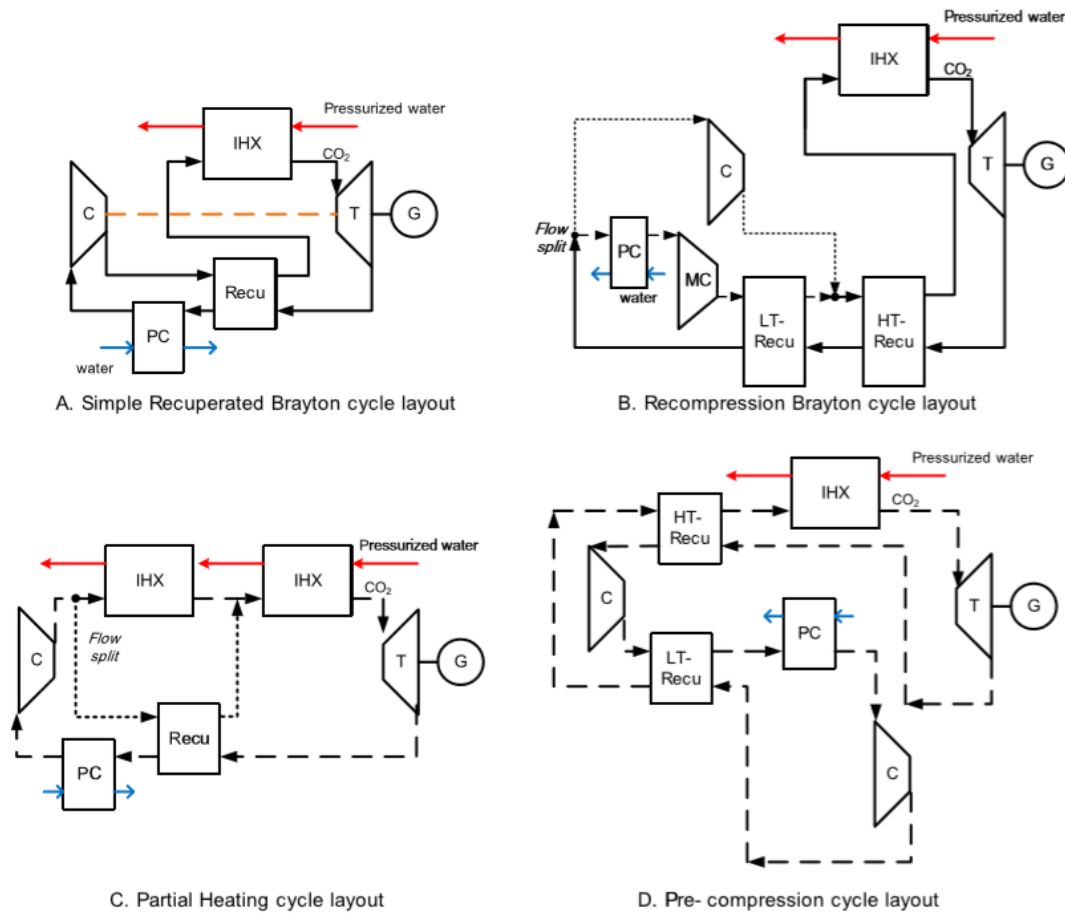 Pressurized water
IHX
CO₂
C
T
G
Recu
PC
water
A. Simple Recuperated Brayton cycle layout
Pressurized water
IHX
CO₂
C
T
G
Flow
split
PC
water
MC
LT-
Recu
HT-
Recu
B. Recompression Brayton cycle layout
Pressurized water
IHX
IHX
CO₂
Flow
split
C
T
G
Recu
PC
C. Partial Heating cycle layout
Pressurized water
IHX
CO₂
HT-
Recu
C
T
G
PC
LT-
Recu
C
D. Pre- compression cycle layout